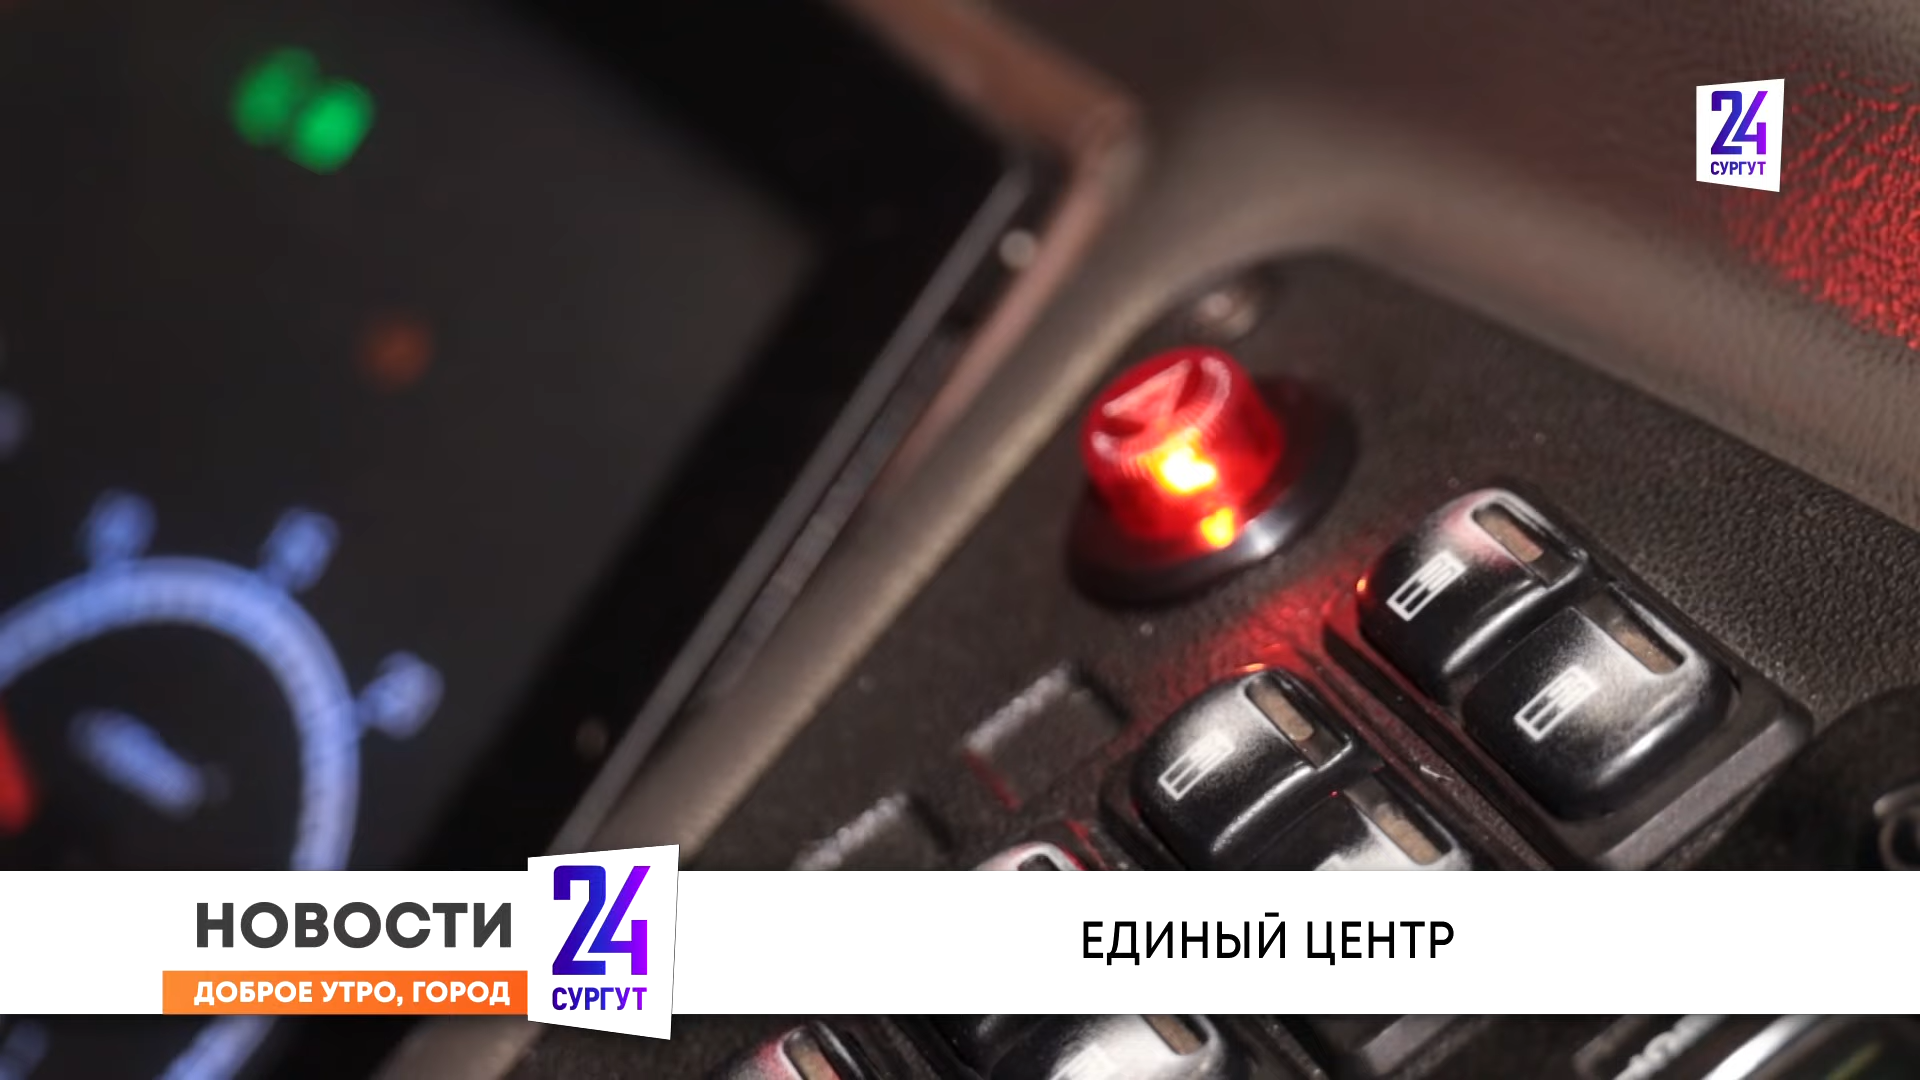 24
СУРГУТ
НОВОСТИ
ДОБРОЕ УТРО, ГОРОД
24
СУРГУТ
ЕДИНЫЙ ЦЕНТР